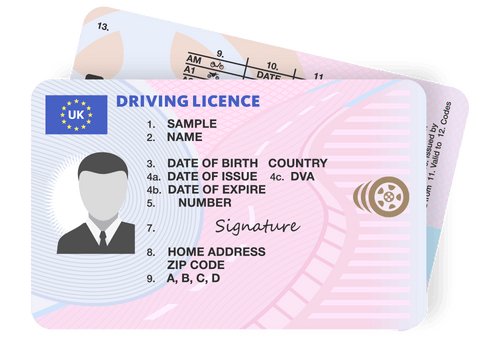 13.
9.
AM
A1
10.
DATE
11.
UK
DRIVING LICENCE
1. SAMPLE
2. NAME
3. DATE OF BIRTH COUNTRY
4a. DATE OF ISSUE 4c. DVA
4b. DATE OF EXPIRE
5. NUMBER
7. Signature
8. HOME ADDRESS
ZIP CODE
9. A, B, C, D
from 11. Valid to 12. Codes
issued by